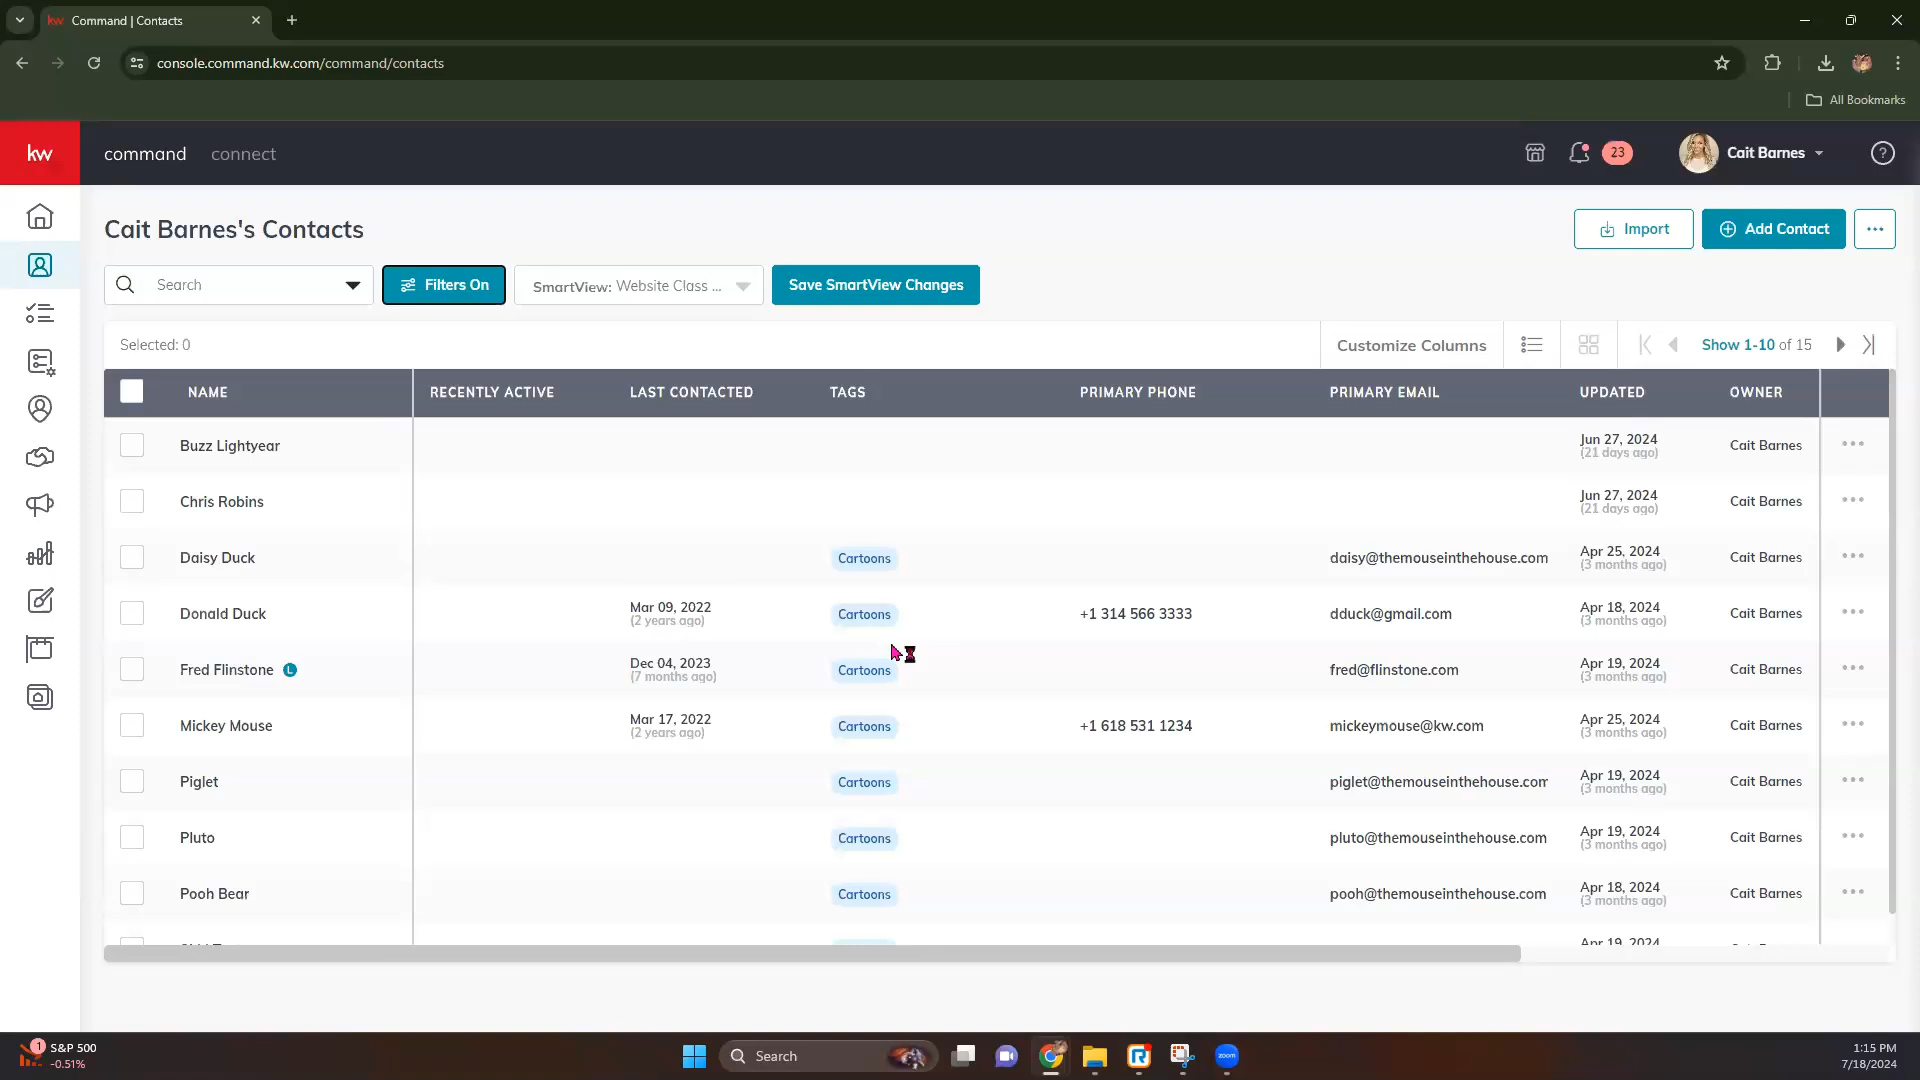 kw Command | Contacts
console.command.kw.com/command/contacts
All Bookmarks
kw command connect 23 Cait Barnes ?
Cait Barnes's Contacts Import Add Contact
Search Filters On SmartView: Website Class ... Save SmartView Changes
Selected: 0 Customize Columns Show 1-10 of 15
NAME RECENTLY ACTIVE LAST CONTACTED TAGS PRIMARY PHONE PRIMARY EMAIL UPDATED OWNER
Buzz Lightyear Jun 27, 2024 Cait Barnes
(21 days ago)
Chris Robins Jun 27, 2024 Cait Barnes
(21 days ago)
Daisy Duck Cartoons daisy@themouseinthehouse.com Apr 25, 2024 Cait Barnes
(3 months ago)
Donald Duck Mar 09, 2022 Cartoons +1 314 566 3333 dduck@gmail.com Apr 18, 2024 Cait Barnes
(2 years ago) (3 months ago)
Fred Flinstone L Dec 04, 2023 Cartoons fred@flinstone.com Apr 19, 2024 Cait Barnes
(7 months ago) (3 months ago)
Mickey Mouse Mar 17, 2022 Cartoons +1 618 531 1234 mickeymouse@kw.com Apr 25, 2024 Cait Barnes
(2 years ago) (3 months ago)
Piglet Cartoons piglet@themouseinthehouse.com Apr 19, 2024 Cait Barnes
(3 months ago)
Pluto Cartoons pluto@themouseinthehouse.com Apr 19, 2024 Cait Barnes
(3 months ago)
Pooh Bear Cartoons pooh@themouseinthehouse.com Apr 18, 2024 Cait Barnes
(3 months ago)
Apr 19, 2024
1 S&P 500
-0.51%
Search
zoom
1:15 PM
7/18/2024